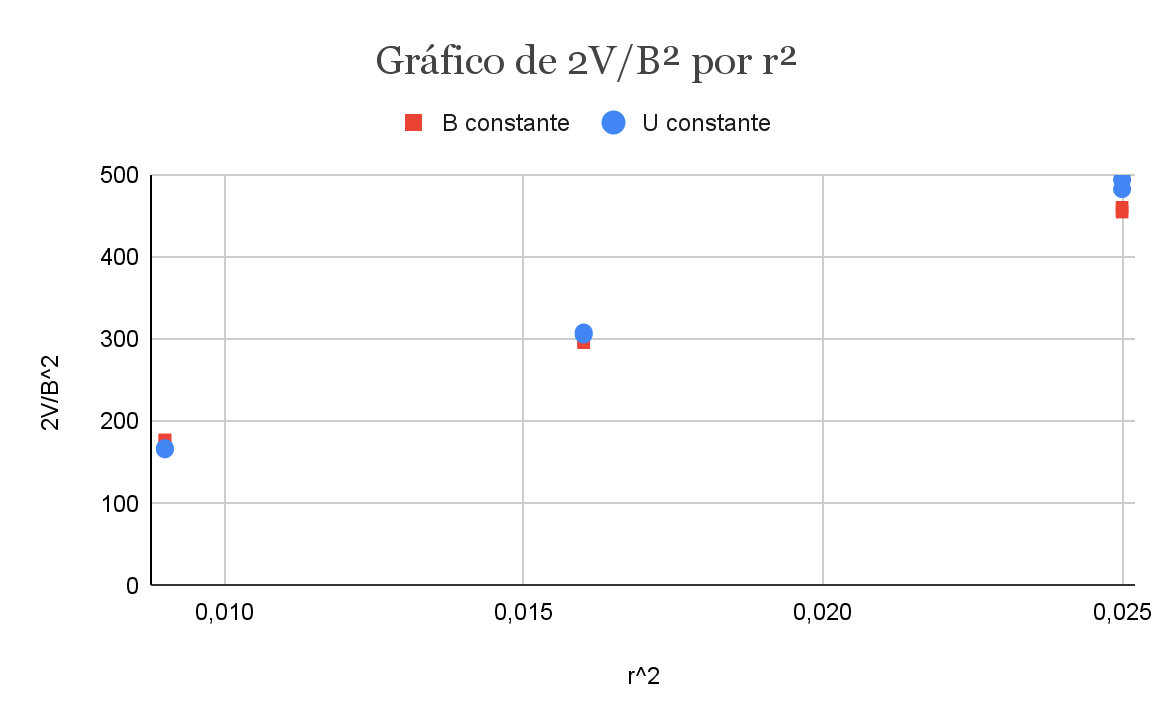 Gráfico de 2V/B² por r²
B constante
U constante
500
400
300
200
100
0
2V/B^2
0,010
0,015
0,020
0,025
r^2